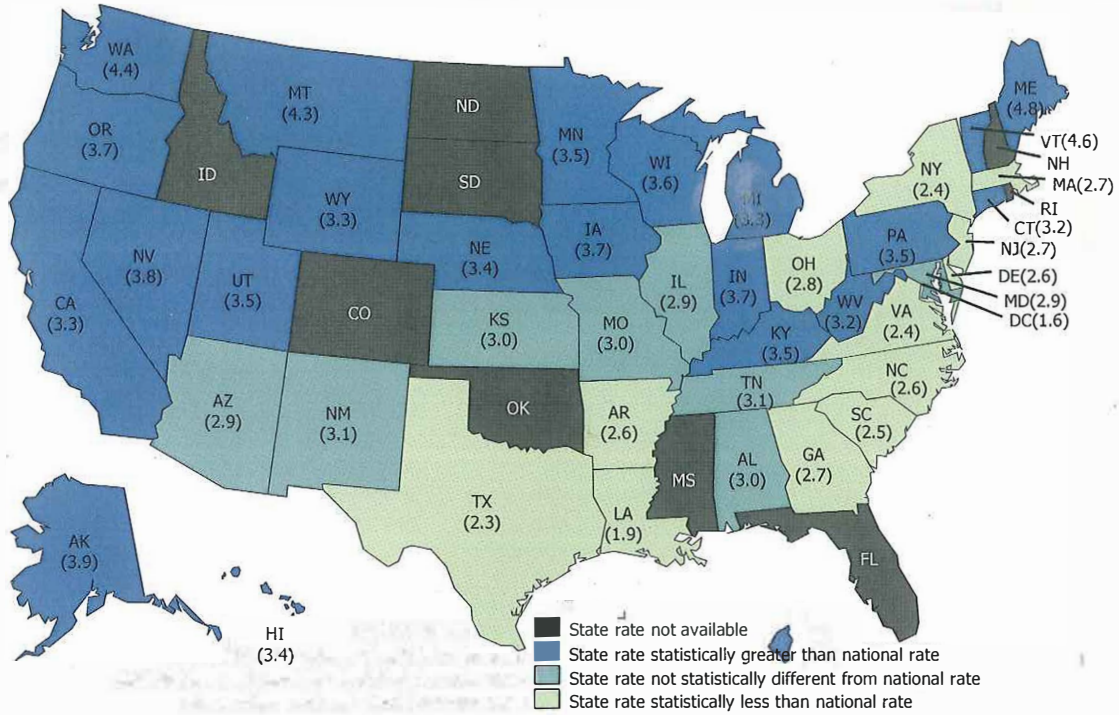 WA
(4.4)
MT
(4.3)
ND
MN
(3.5)
ME
(4.8)
OR
(3.7)
ID
SD
WI
(3.6)
MI
(3.3)
NY
(2.4)
VT(4.6)
NH
MA(2.7)
RI
CT(3.2)
NJ(2.7)
DE(2.6)
MD(2.9)
DC(1.6)
WY
(3.3)
IA
(3.7)
NE
(3.4)
PA
(3.5)
NV
(3.8)
UT
(3.5)
CA
(3.3)
CO
IL
(2.9)
IN
(3.7)
OH
(2.8)
WV
(3.2)
VA
(2.4)
KS
(3.0)
MO
(3.0)
KY
(3.5)
NC
(2.6)
TN
(3.1)
AZ
(2.9)
NM
(3.1)
OK
AR
(2.6)
SC
(2.5)
MS
AL
(3.0)
GA
(2.7)
TX
(2.3)
LA
(1.9)
FL
AK
(3.9)
HI
(3.4)
State rate not available
State rate statistically greater than national rate
State rate not statistically different from national rate
State rate statistically less than national rate